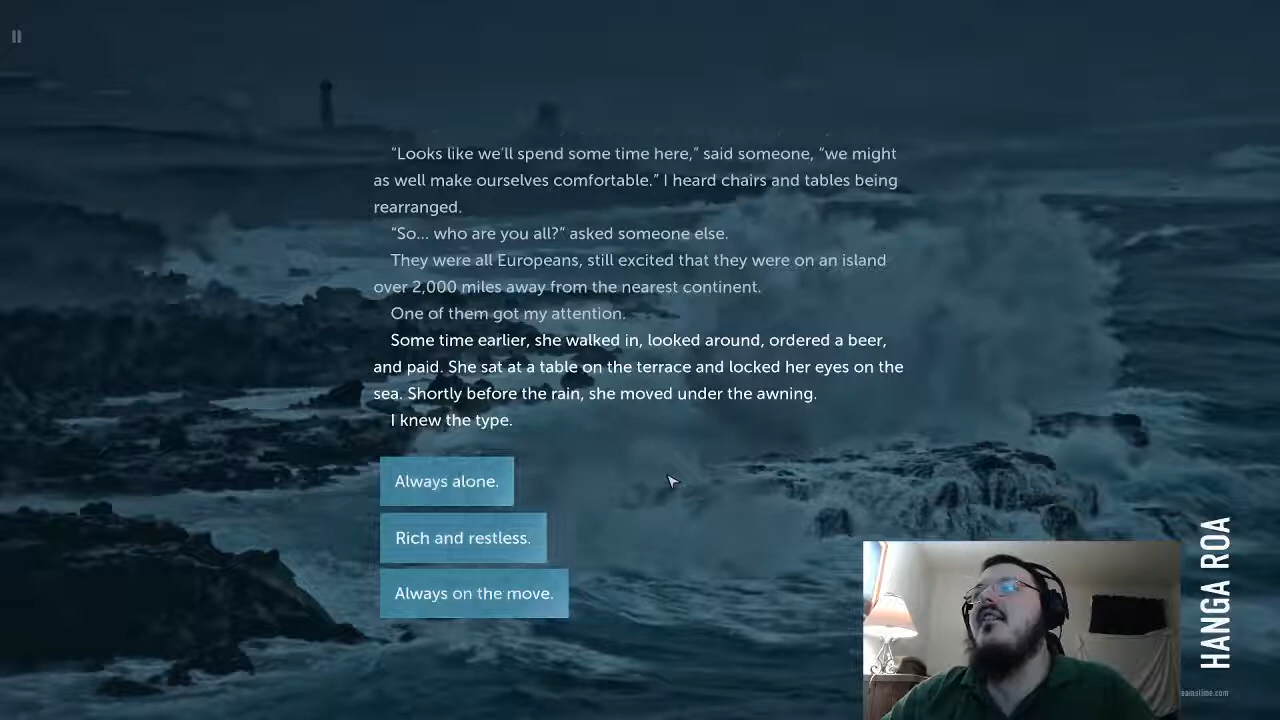 “Looks like we’ll spend some time here,” said someone, “we might
as well make ourselves comfortable.” I heard chairs and tables being
rearranged.
“So... who are you all?” asked someone else.
They were all Europeans, still excited that they were on an island
over 2,000 miles away from the nearest continent.
One of them got my attention.
Some time earlier, she walked in, looked around, ordered a beer,
and paid. She sat at a table on the terrace and locked her eyes on the
sea. Shortly before the rain, she moved under the awning.
I knew the type.
Always alone.
Rich and restless.
Always on the move.
HANGA ROA